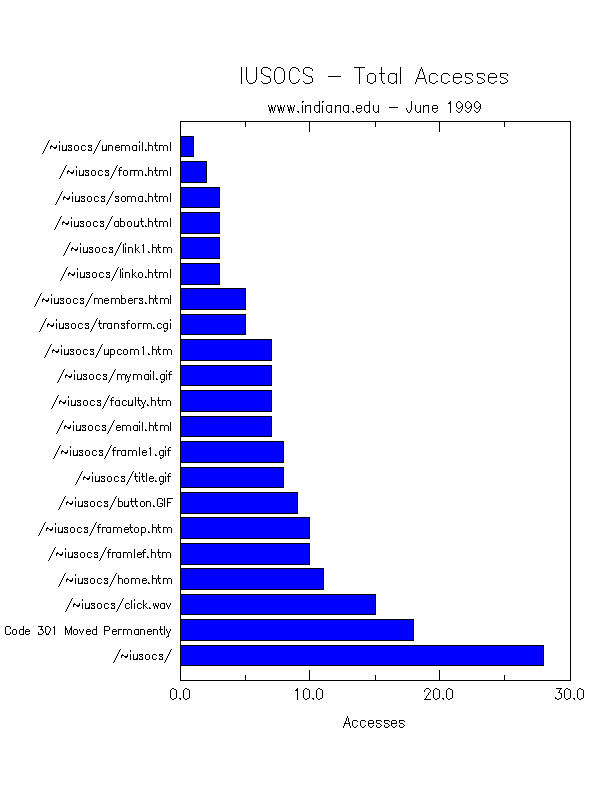 IUSOCS - Total Accesses
www.indiana.edu - June 1999
/~iusocs/unemail.html
/~iusocs/form.html
/~iusocs/soma.html
/~iusocs/about.html
/~iusocs/link1.htm
/~iusocs/linko.html
/~iusocs/members.html
/~iusocs/transform.cgi
/~iusocs/upcom1.htm
/~iusocs/mymail.gif
/~iusocs/faculty.htm
/~iusocs/email.html
/~iusocs/framle1.gif
/~iusocs/title.gif
/~iusocs/button.GIF
/~iusocs/frametop.htm
/~iusocs/framlef.htm
/~iusocs/home.htm
/~iusocs/click.wav
Code 301 Moved Permanently
/~iusocs/
0.0 10.0 20.0 30.0
Accesses